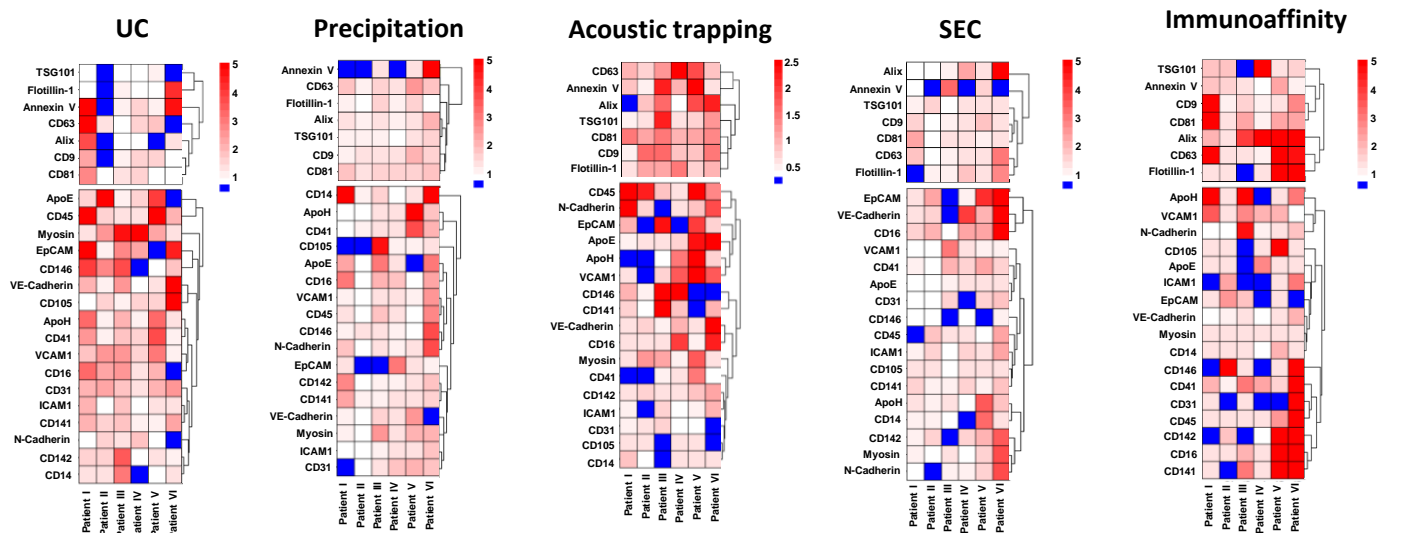 UC
TSG101
Flotillin-1
Annexin V
CD63
Alix
CD9
CD81
ApoE
CD45
Myosin
EpCAM
CD146
VE-Cadherin
CD105
ApoH
CD41
VCAM1
CD16
CD31
ICAM1
CD141
N-Cadherin
CD142
CD14
Patient I
Patient II
Patient III
Patient IV
Patient V
Patient VI
5
4
3
2
1
Precipitation
Annexin V
CD63
Flotillin-1
Alix
TSG101
CD9
CD81
CD14
ApoH
CD41
CD105
ApoE
CD16
VCAM1
CD45
CD146
N-Cadherin
EpCAM
CD142
CD141
VE-Cadherin
Myosin
ICAM1
CD31
Patient I
Patient II
Patient III
Patient IV
Patient V
Patient VI
5
4
3
2
1
Acoustic trapping
CD63
Annexin V
Alix
TSG101
CD81
CD9
Flotillin-1
CD45
N-Cadherin
EpCAM
ApoE
ApoH
VCAM1
CD146
CD141
VE-Cadherin
CD16
Myosin
CD41
CD142
ICAM1
CD31
CD105
CD14
Patient I
Patient II
Patient III
Patient IV
Patient V
Patient VI
2.5
2
1.5
1
0.5
SEC
Alix
Annexin V
TSG101
CD9
CD81
CD63
Flotillin-1
EpCAM
VE-Cadherin
CD16
VCAM1
CD41
ApoE
CD31
CD146
CD45
ICAM1
CD105
CD141
ApoH
CD14
CD142
Myosin
N-Cadherin
Patient I
Patient II
Patient III
Patient IV
Patient V
Patient VI
5
4
3
2
1
Immunoaffinity
TSG101
Annexin V
CD9
CD81
Alix
CD63
Flotillin-1
ApoH
VCAM1
N-Cadherin
CD105
ApoE
ICAM1
EpCAM
VE-Cadherin
Myosin
CD14
CD146
CD41
CD31
CD45
CD142
CD16
CD141
Patient I
Patient II
Patient III
Patient IV
Patient V
Patient VI
5
4
3
2
1